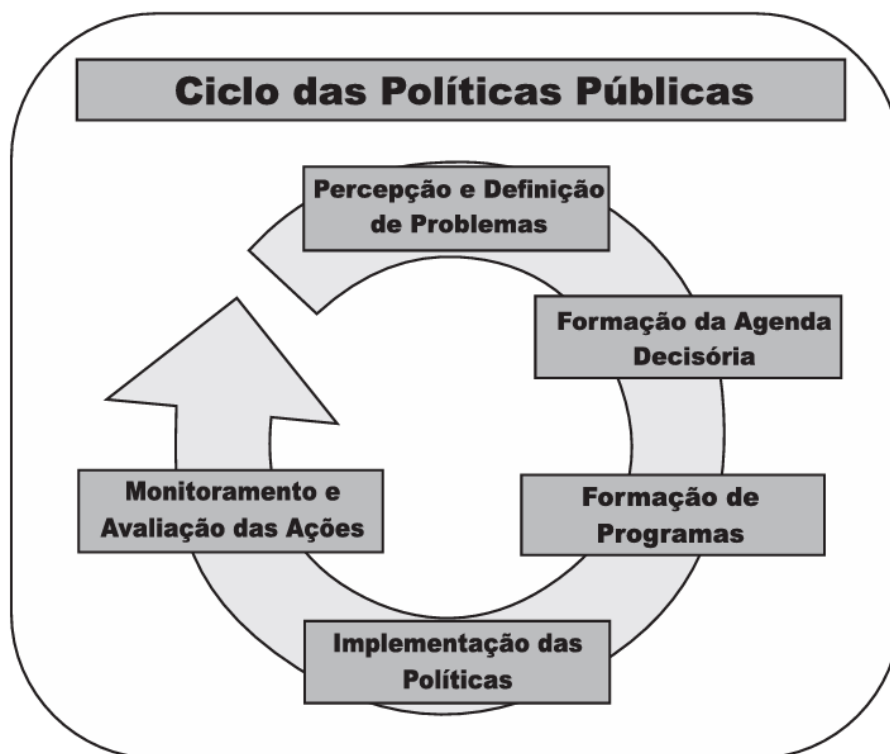 Ciclo das Políticas Públicas
Percepção e Definição
de Problemas
Formação da Agenda
Decisória
Formação de
Programas
Implementação das
Políticas
Monitoramento e
Avaliação das Ações